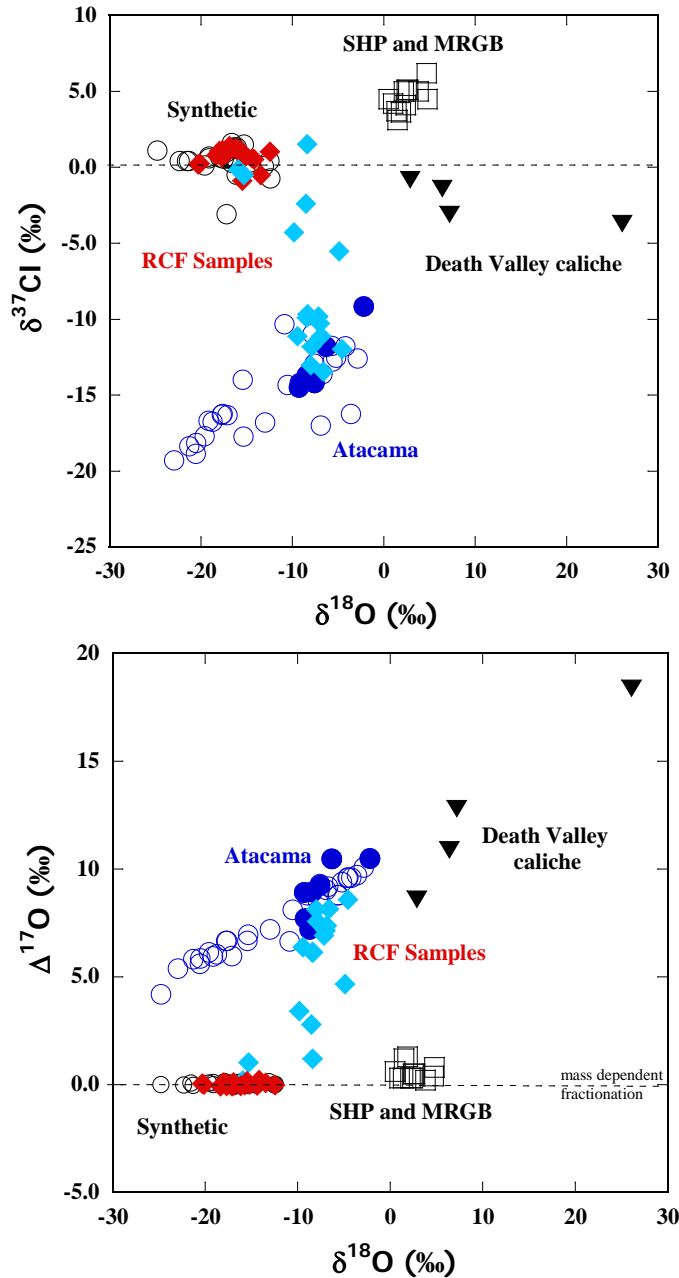 10
5.0
0.0
-5.0
-10
-15
-20
-25
δ³⁷Cl (‰)
SHP and MRGB
Synthetic
RCF Samples
Death Valley caliche
Atacama
-30 -20 -10 0 10 20 30
δ¹⁸O (‰)
20
15
10
5.0
0.0
-5.0
Δ¹⁷O (‰)
Atacama
Death Valley
caliche
RCF Samples
mass dependent
fractionation
Synthetic
SHP and MRGB
-30 -20 -10 0 10 20 30
δ¹⁸O (‰)